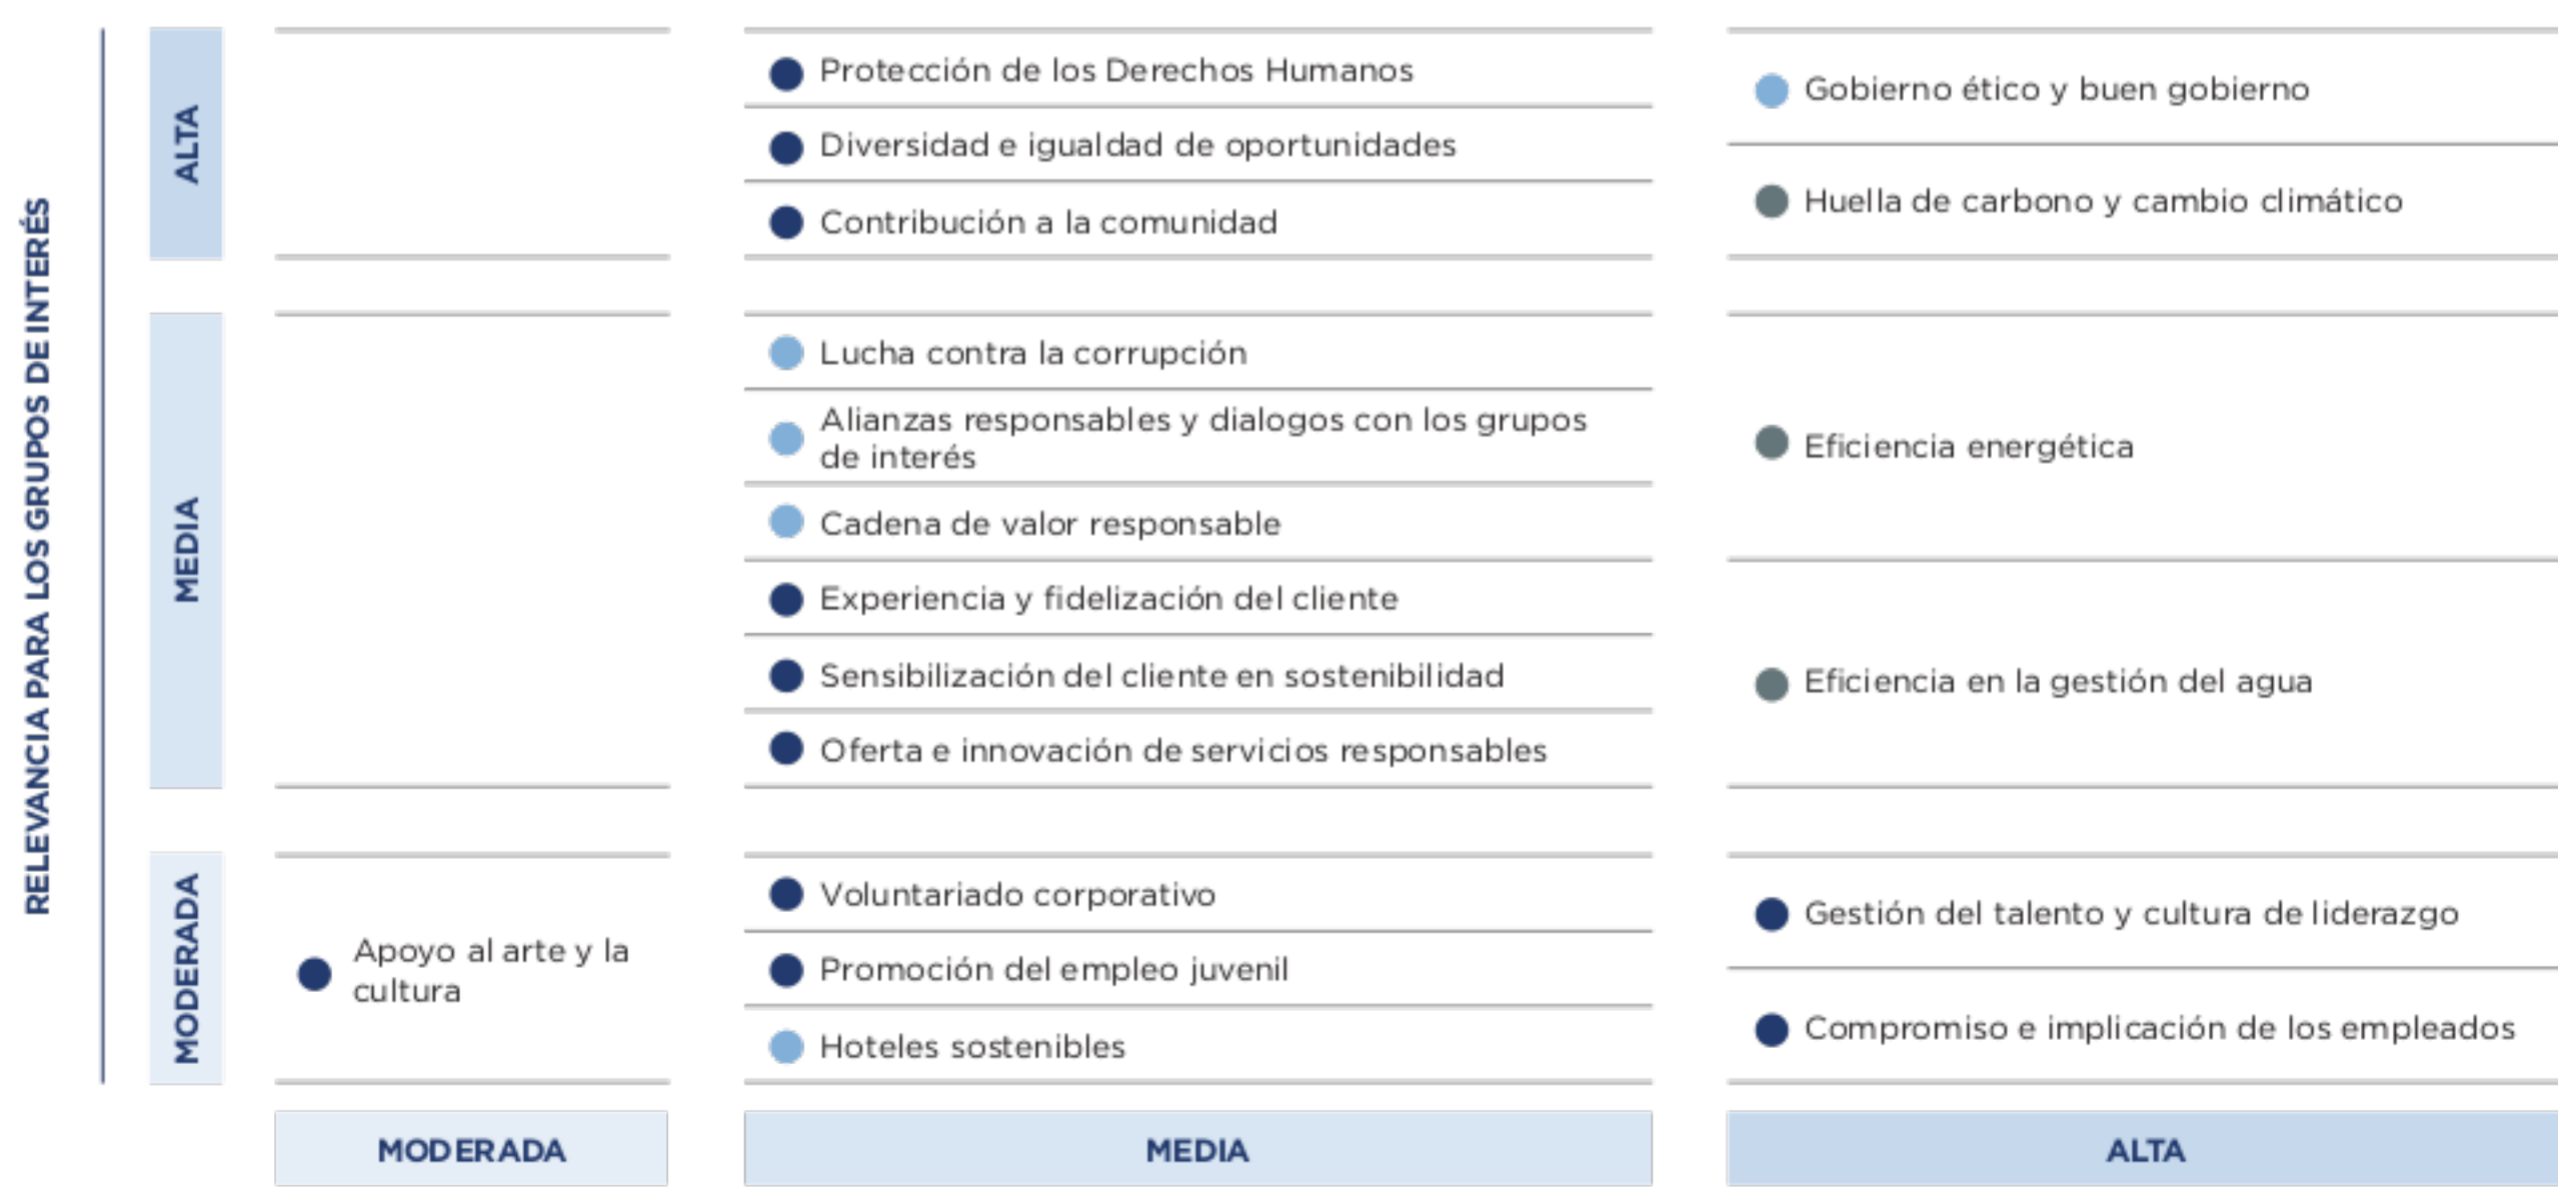 RELEVANCIA PARA LOS GRUPOS DE INTERÉS
ALTA
Protección de los Derechos Humanos
Diversidad e igualdad de oportunidades
Contribución a la comunidad
Gobierno ético y buen gobierno
Huella de carbono y cambio climático
MEDIA
Lucha contra la corrupción
Alianzas responsables y dialogos con los grupos
de interés
Cadena de valor responsable
Experiencia y fidelización del cliente
Sensibilización del cliente en sostenibilidad
Oferta e innovación de servicios responsables
Eficiencia energética
Eficiencia en la gestión del agua
MODERADA
Apoyo al arte y la
cultura
Voluntariado corporativo
Promoción del empleo juvenil
Hoteles sostenibles
Gestión del talento y cultura de liderazgo
Compromiso e implicación de los empleados
MODERADA
MEDIA
ALTA